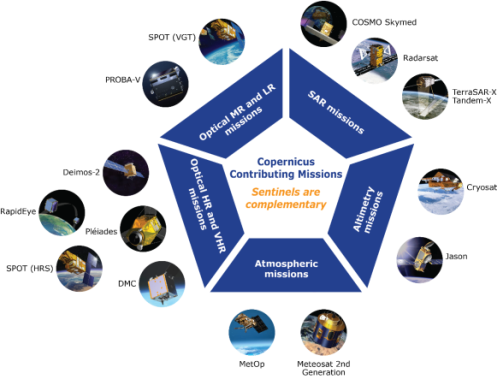 COSMO Skymed
SPOT (VGT)
Radarsat
PROBA-V
TerraSAR-X
Tandem-X
Optical MR and LR
missions
SAR missions
Copernicus
Contributing Missions
Sentinels are
complementary
Deimos-2
Cryosat
RapidEye
Optical HR and VHR
missions
Altimetry
missions
Pléiades
SPOT (HRS)
Jason
DMC
Atmospheric
missions
MetOp
Meteosat 2nd
Generation